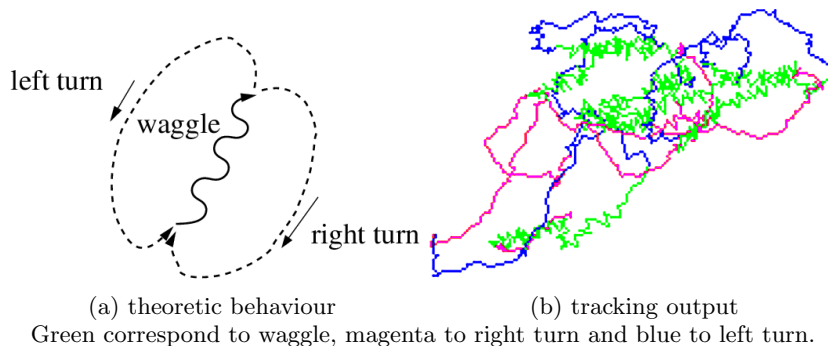 left turn
waggle
right turn
(a) theoretic behaviour
(b) tracking output
Green correspond to waggle, magenta to right turn and blue to left turn.